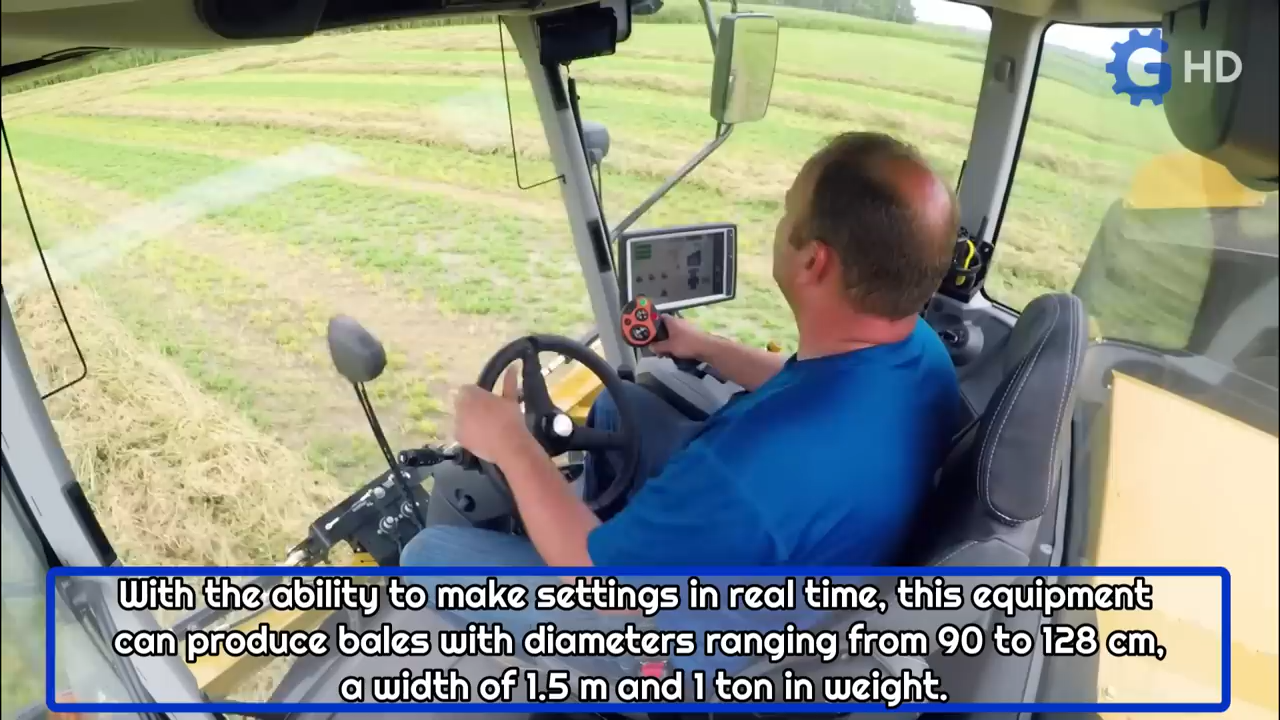 G HD
With the ability to make settings in real time, this equipment
can produce bales with diameters ranging from 90 to 128 cm,
a width of 1.5 m and 1 ton in weight.